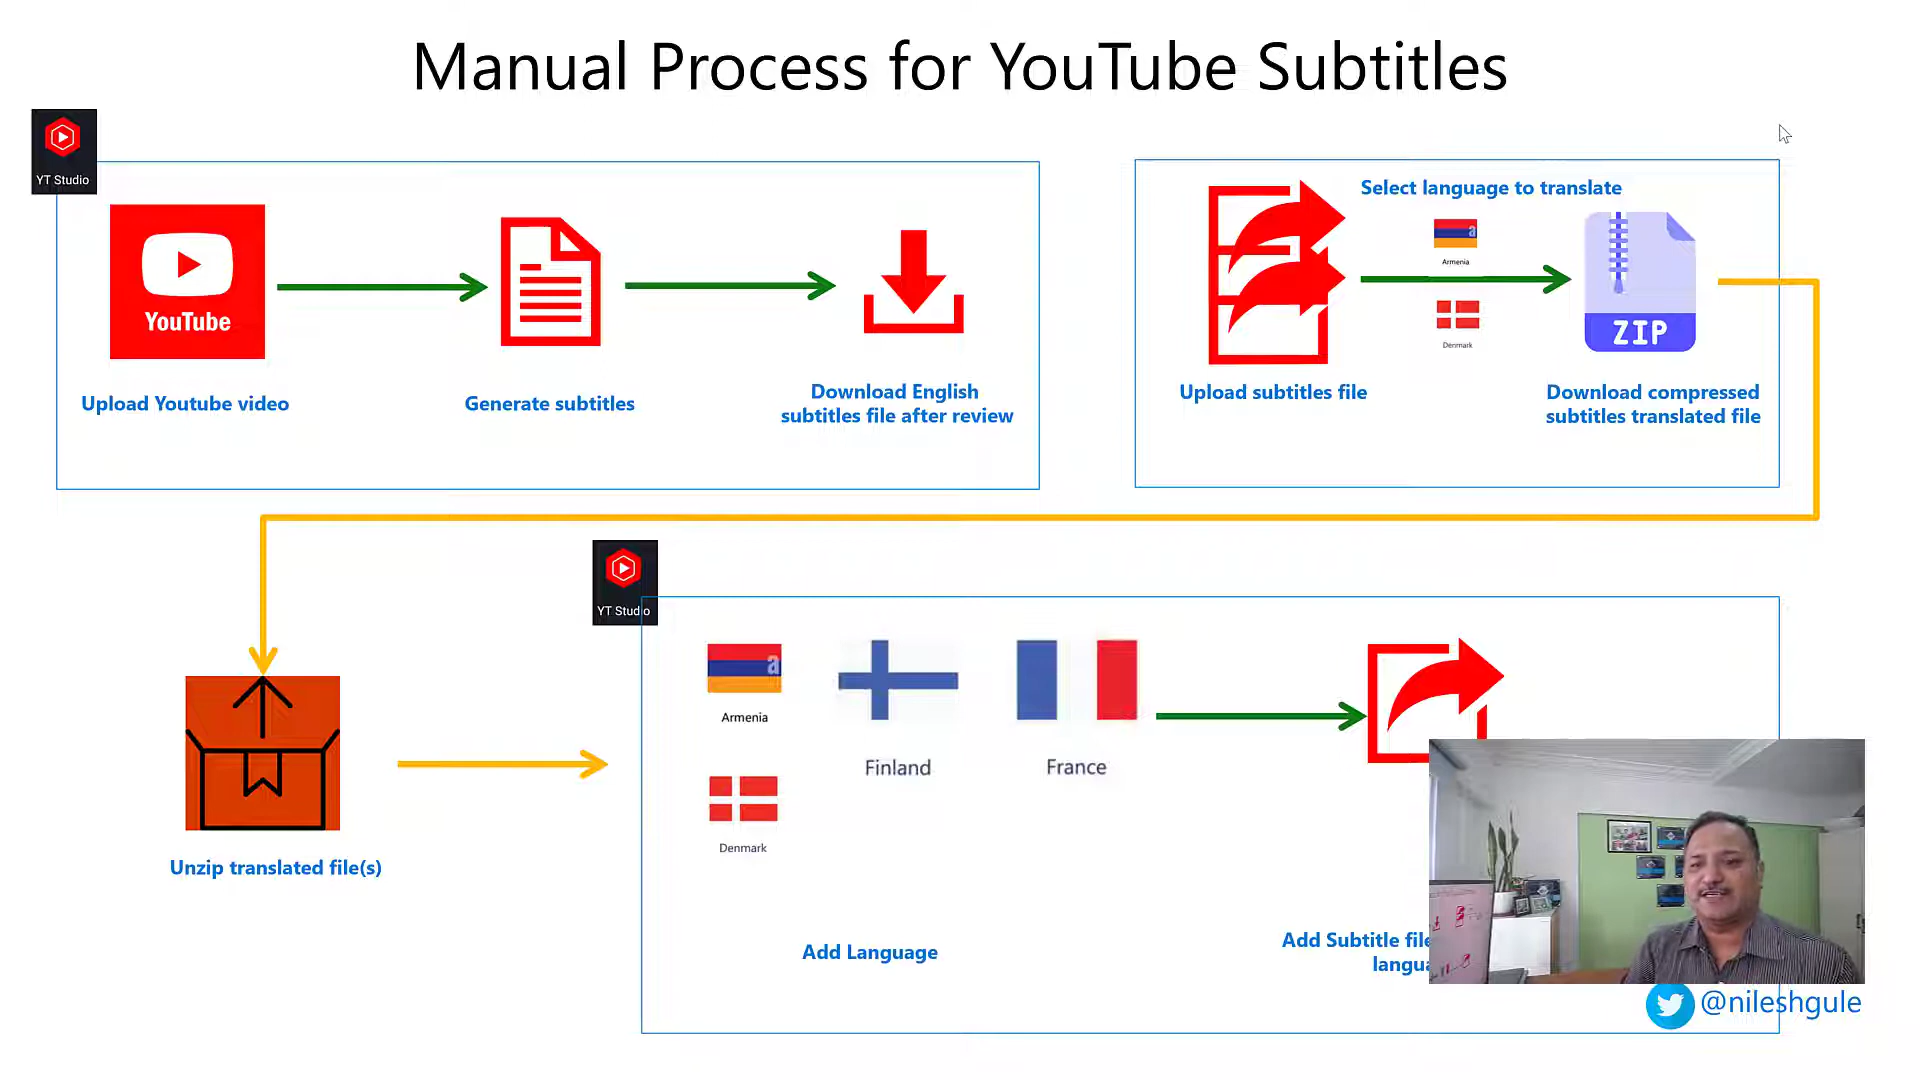 Manual Process for YouTube Subtitles
YT Studio
YouTube
Upload Youtube video
Generate subtitles
Download English
subtitles file after review
Select language to translate
a
Armenia
Denmark
ZIP
Upload subtitles file
Download compressed
subtitles translated file
YT Studio
Unzip translated file(s)
a
Armenia
Finland
France
Denmark
Add Language
Add Subtitle file
@nileshgule